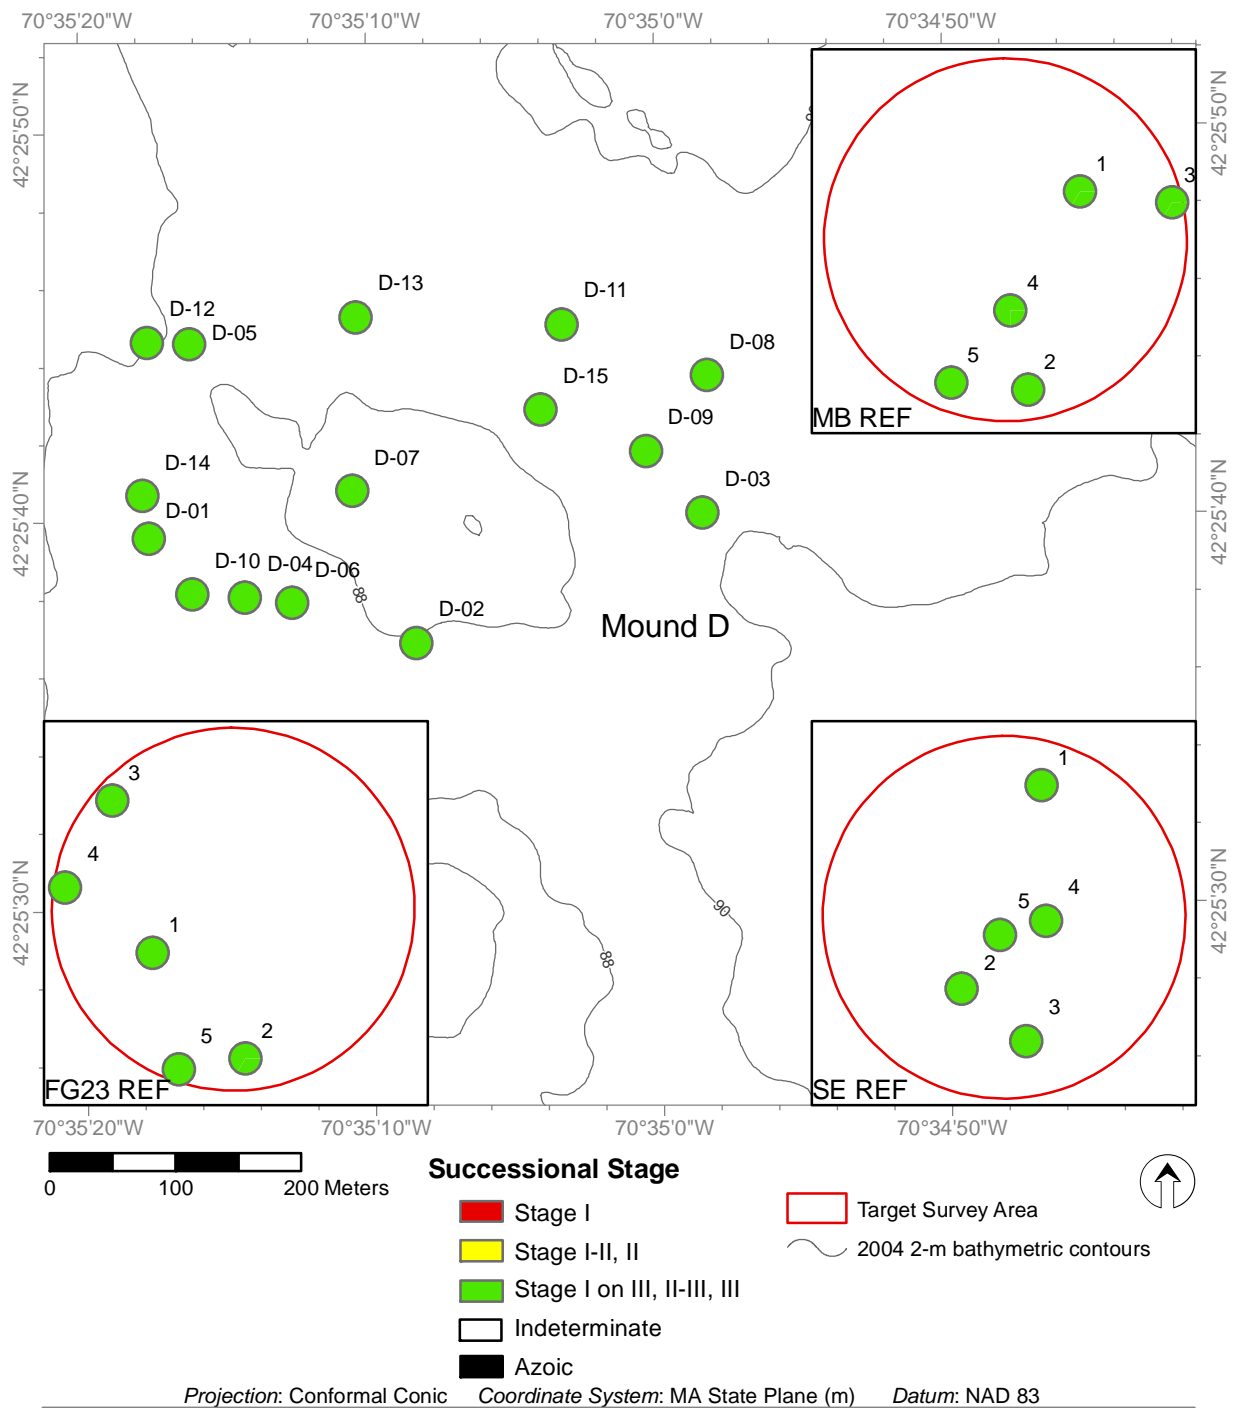 70°35'20"W 70°35'10"W 70°35'0"W 70°34'50"W
42°25'50"N
42°25'50"N
42°25'40"N
42°25'40"N
42°25'30"N
42°25'30"N
1
3
4
5
2
MB REF
D-13
D-11
D-12
D-05
D-08
D-15
D-09
D-07
D-14
D-03
D-01
D-10
D-04
D-06
88
D-02
Mound D
3
4
1
5
2
FG23 REF
88
90
1
4
5
2
3
SE REF
70°35'20"W 70°35'10"W 70°35'0"W 70°34'50"W
0 100 200 Meters
Successional Stage
Stage I
Stage I-II, II
Stage I on III, II-III, III
Indeterminate
Azoic
Target Survey Area
2004 2-m bathymetric contours
Projection: Conformal Conic Coordinate System: MA State Plane (m) Datum: NAD 83